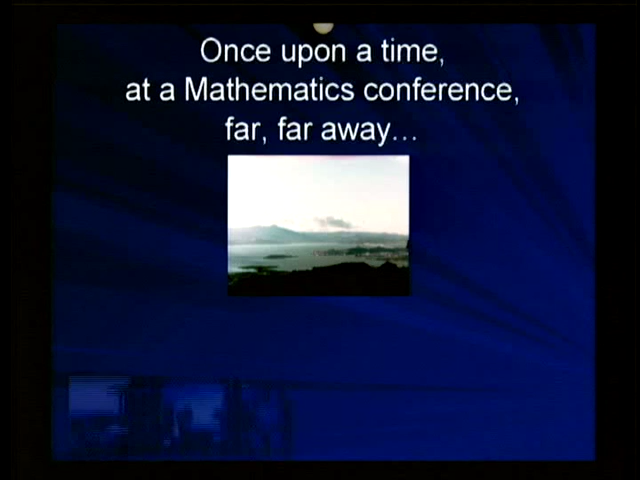 Once upon a time,
at a Mathematics conference,
far, far away…